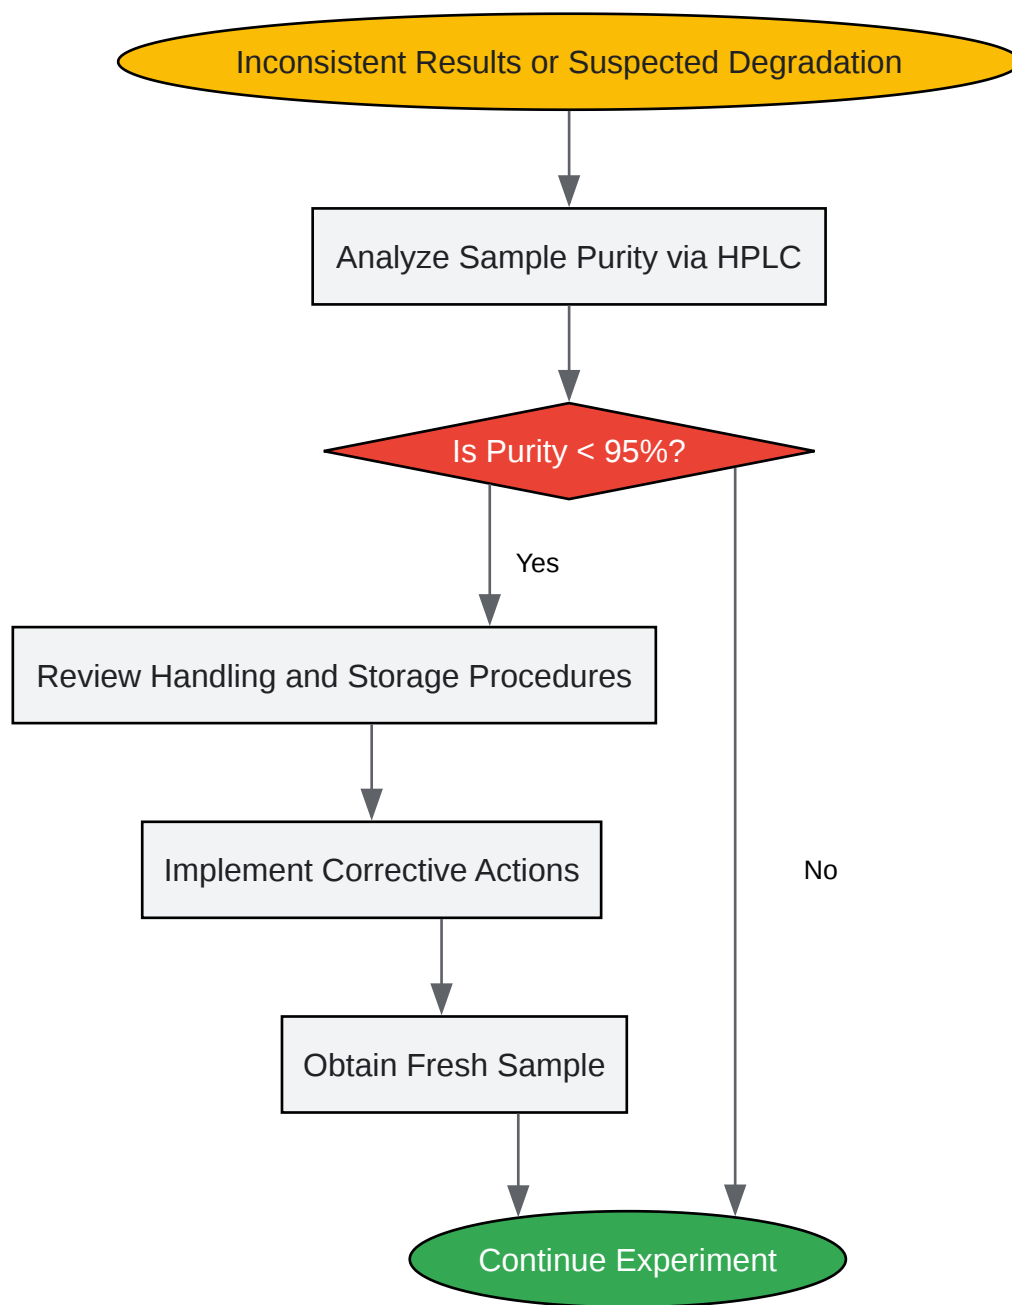 Inconsistent Results or Suspected Degradation
Analyze Sample Purity via HPLC
Is Purity < 95%?
Yes
Review Handling and Storage Procedures
Implement Corrective Actions
No
Obtain Fresh Sample
Continue Experiment